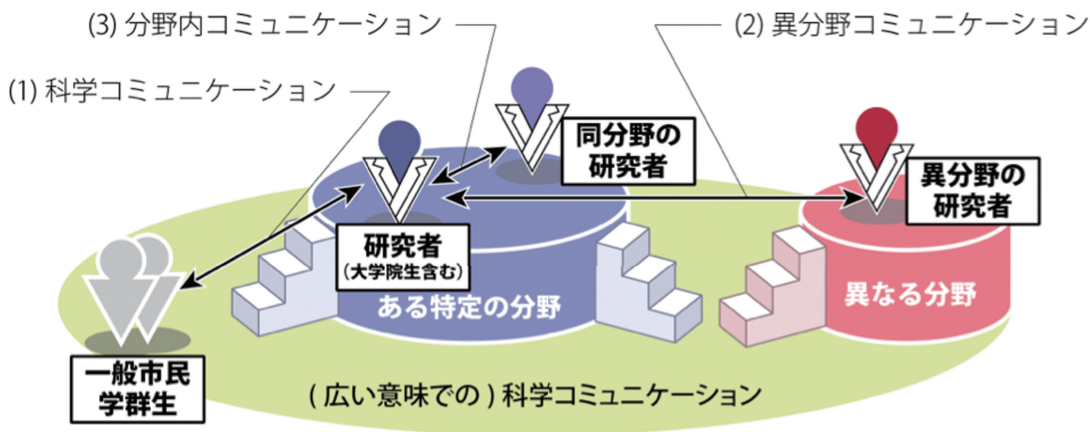 (3) 分野内コミュニケーション
(2) 異分野コミュニケーション
(1) 科学コミュニケーション
同分野の
研究者
異分野の
研究者
研究者
(大学院生含む)
ある特定の分野
異なる分野
一般市民
学群生
( 広い意味での ) 科学コミュニケーション